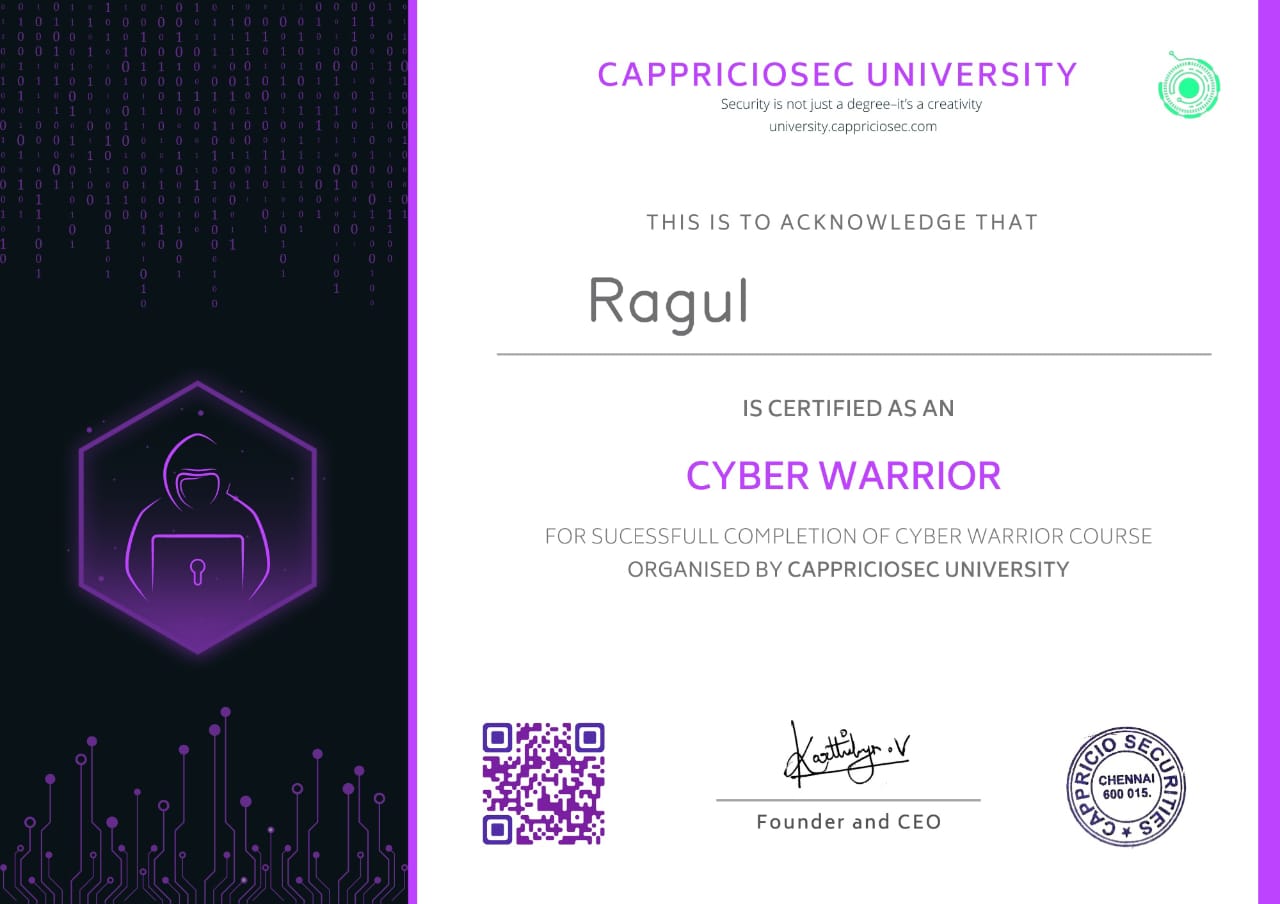 CAPPRICIOSEC UNIVERSITY
Security is not just a degree–it's a creativity
university.cappriciosec.com
THIS IS TO ACKNOWLEDGE THAT
Ragul
IS CERTIFIED AS AN
CYBER WARRIOR
FOR SUCESSFULL COMPLETION OF CYBER WARRIOR COURSE
ORGANISED BY CAPPRICIOSEC UNIVERSITY
Founder and CEO
CAPPRICIO SECURITIES
CHENNAI
600 015.